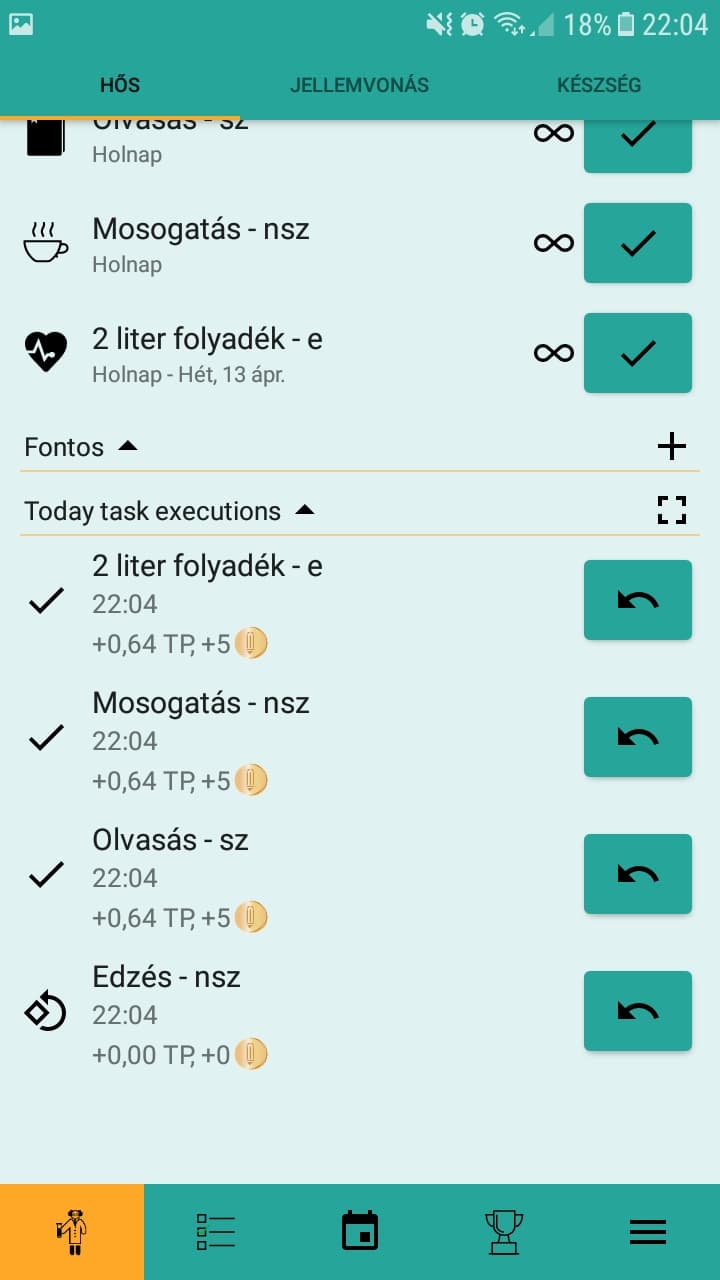 18% 22:04
HŐS JELLEMVONÁS KÉSZSÉG
Olvasás - sz
Holnap
Mosogatás - nsz
Holnap
2 liter folyadék - e
Holnap - Hét, 13 ápr.
Fontos
Today task executions
2 liter folyadék - e
22:04
+0,64 TP, +5
Mosogatás - nsz
22:04
+0,64 TP, +5
Olvasás - sz
22:04
+0,64 TP, +5
Edzés - nsz
22:04
+0,00 TP, +0